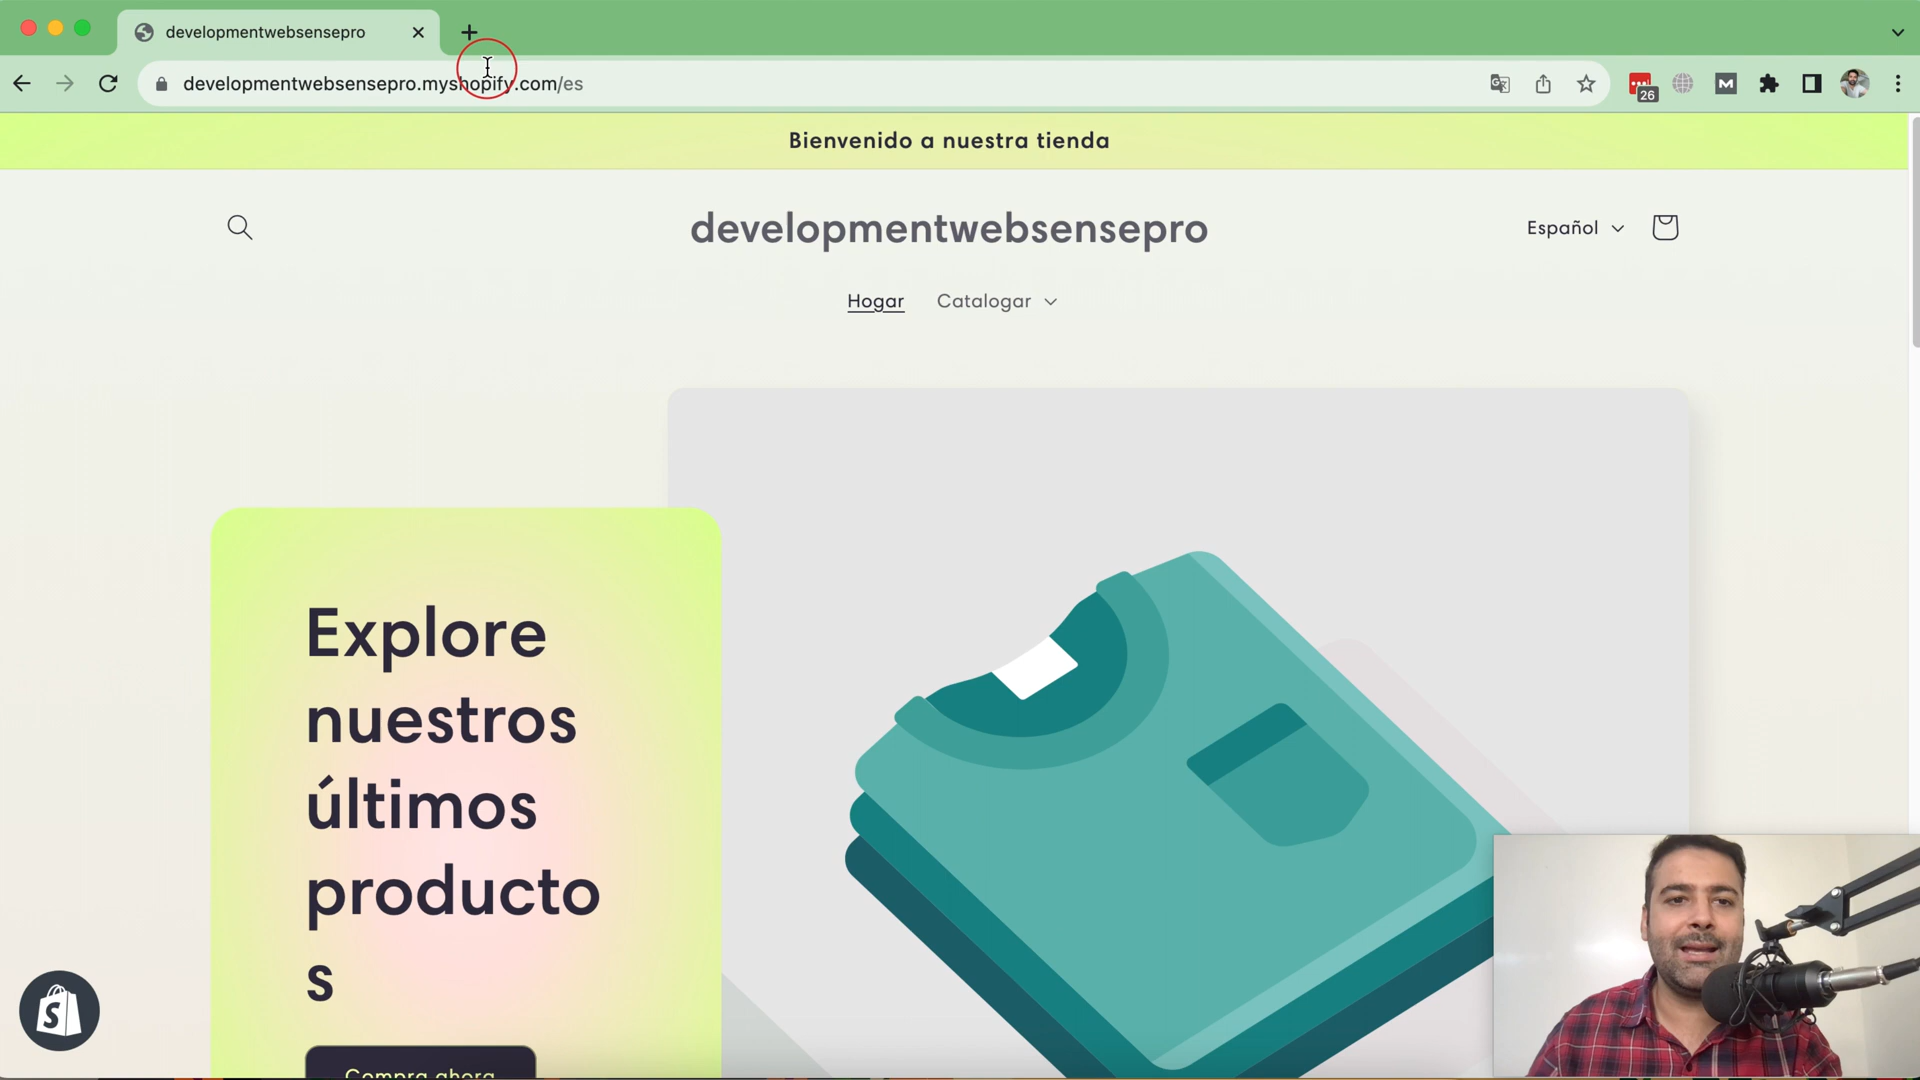 developmentwebsensepro
developmentwebsensepro.myshopify.com/es
26
M
Bienvenido a nuestra tienda
developmentwebsensepro
Español
Hogar
Catalogar
Explore
nuestros
últimos
producto
s
Compra ahora
S